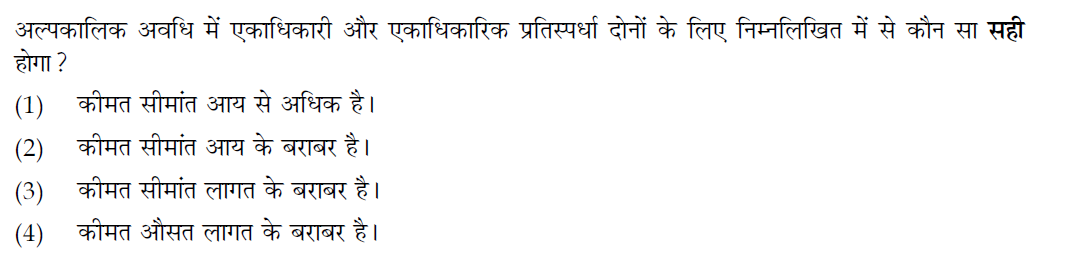 अल्पकालिक अवधि में एकाधिकारी और एकाधिकारिक प्रतिस्पर्धा दोनों के लिए निम्नलिखित में से कौन सा सही
होगा ?
(1) कीमत सीमांत आय से अधिक है।
(2) कीमत सीमांत आय के बराबर है।
(3) कीमत सीमांत लागत के बराबर है।
(4) कीमत औसत लागत के बराबर है।